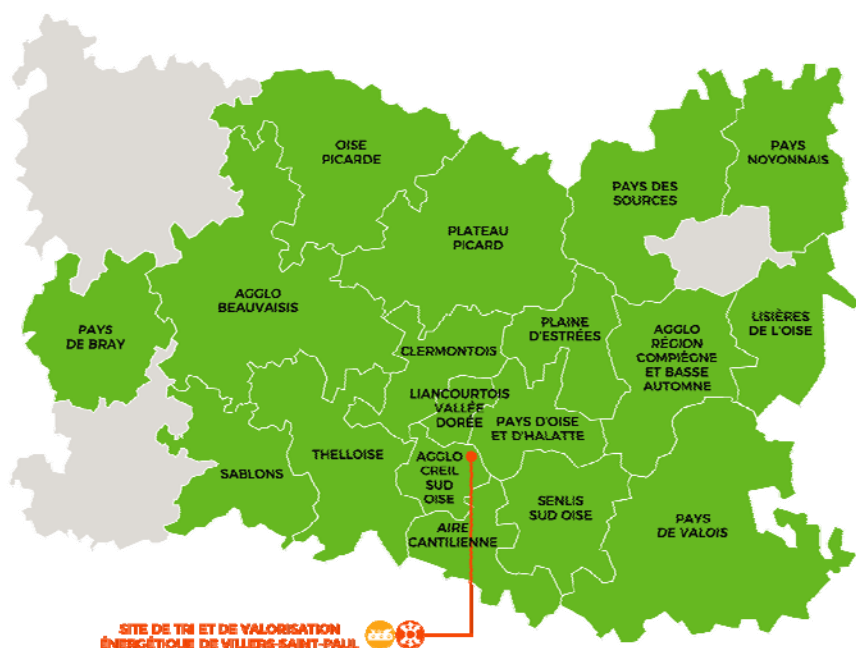 OISE
PICARDE
PAYS
NOYONNAIS
PAYS DES
SOURCES
PLATEAU
PICARD
AGGLO
BEAUVAISIS
PAYS
DE BRAY
PLAINE
D'ESTRÉES
LISIÈRES
DE L'OISE
AGGLO
RÉGION
COMPIÈGNE
ET BASSE
AUTOMNE
CLERMONTOIS
LIANCOURTOIS
VALLÉE
DORÉE
PAYS D'OISE
ET D'HALATTE
THELLOISE
SABLONS
AGGLO
CREIL
SUD
OISE
SENLIS
SUD OISE
PAYS
DE VALOIS
AIRE
CANTILIENNE
SITE DE TRI ET DE VALORISATION
ÉNERGÉTIQUE DE VILLERS-SAINT-PAUL